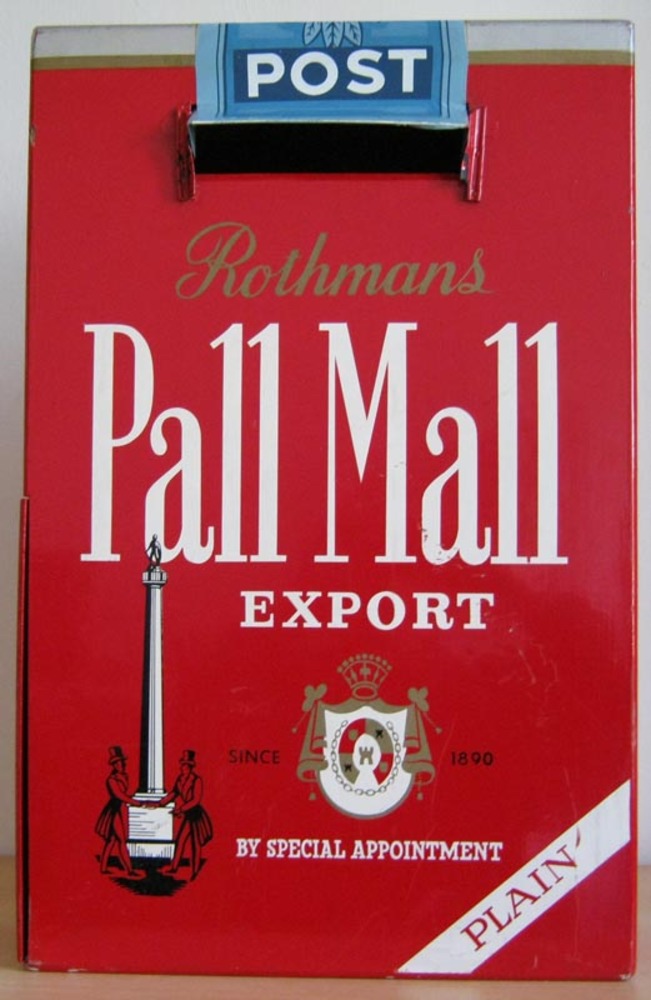 POST
Rothmans
Pall Mall
EXPORT
SINCE 1890
BY SPECIAL APPOINTMENT
PLAIN